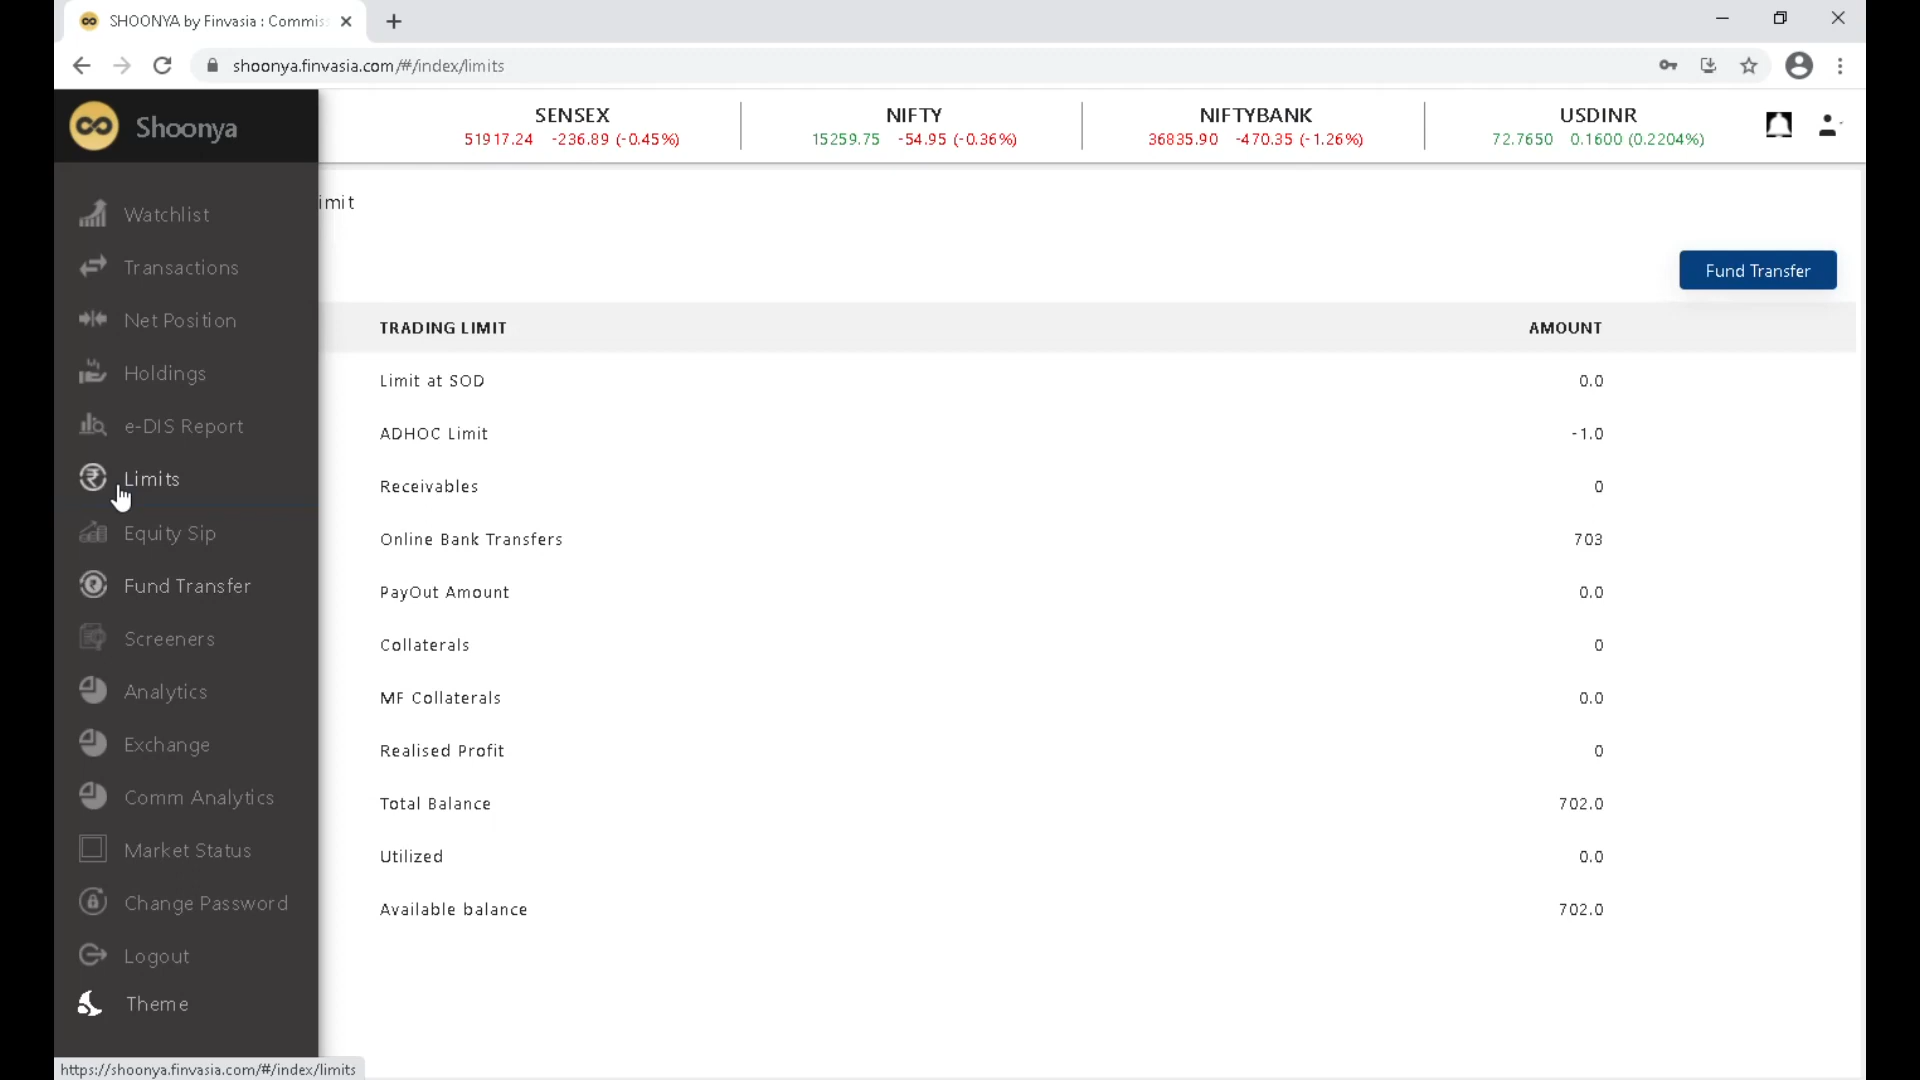 SHOONYA by Finvasia : Commis
shoonya.finvasia.com/#/index/limits
Shoonya
SENSEX
51917.24 -236.89 (-0.45%)
NIFTY
15259.75 -54.95 (-0.36%)
NIFTYBANK
36835.90 -470.35 (-1.26%)
USDINR
72.7650 0.1600 (0.2204%)
Watchlist
Transactions
Net Position
Holdings
e-DIS Report
Limits
Equity Sip
Fund Transfer
Screeners
Analytics
Exchange
Comm Analytics
Market Status
Change Password
Logout
Theme
imit
Fund Transfer
TRADING LIMIT AMOUNT
Limit at SOD 0.0
ADHOC Limit -1.0
Receivables 0
Online Bank Transfers 703
PayOut Amount 0.0
Collaterals 0
MF Collaterals 0.0
Realised Profit 0
Total Balance 702.0
Utilized 0.0
Available balance 702.0
https://shoonya.finvasia.com/#/index/limits